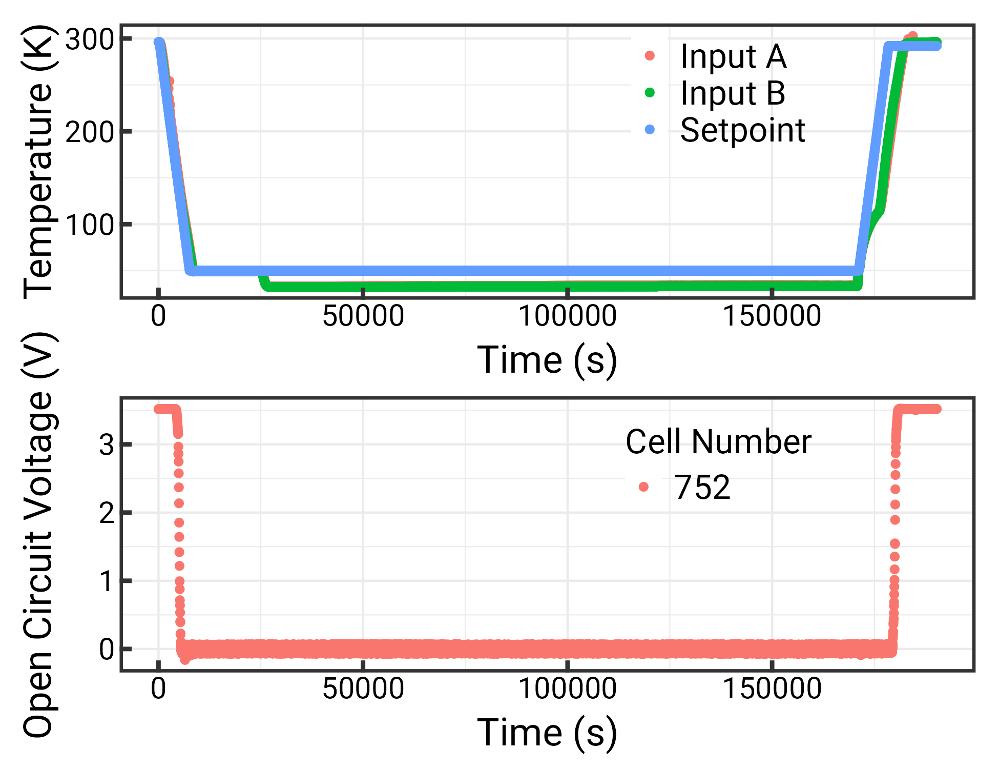 Temperature (K)
300
200
100
Input A
Input B
Setpoint
0 50000 100000 150000
Time (s)
Open Circuit Voltage (V)
3
2
1
0
Cell Number
752
0 50000 100000 150000
Time (s)